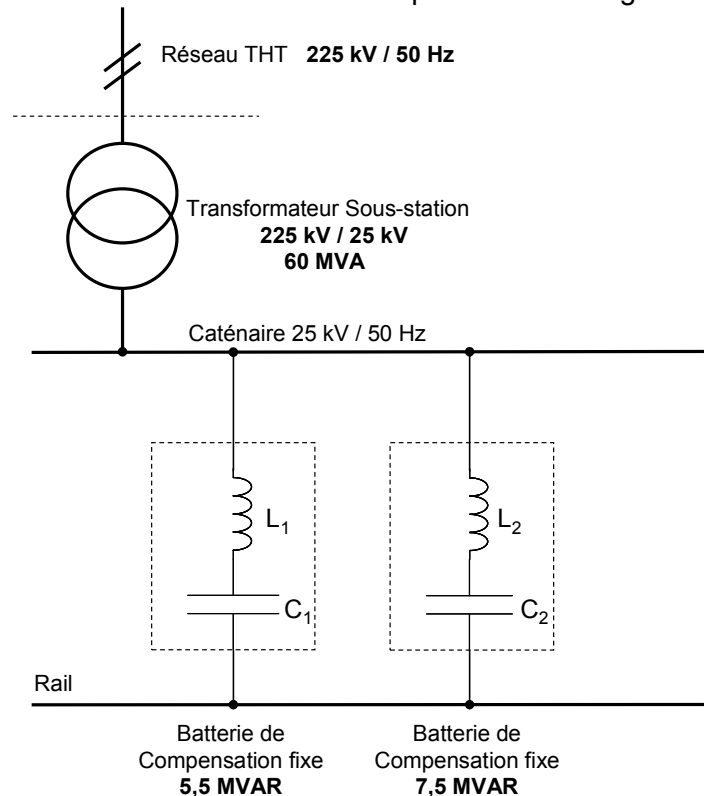 Réseau THT 225 kV / 50 Hz
Transformateur Sous-station
225 kV / 25 kV
60 MVA
Caténaire 25 kV / 50 Hz
L1
L2
C1
C2
Rail
Batterie de
Compensation fixe
5,5 MVAR
Batterie de
Compensation fixe
7,5 MVAR